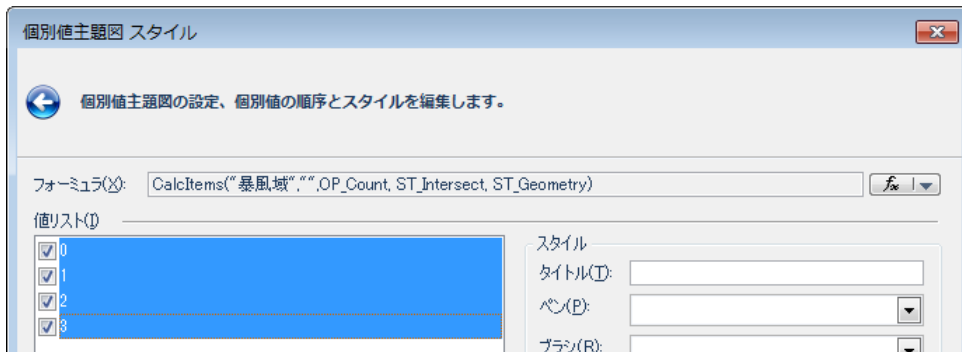 個別値主題図 スタイル
個別値主題図の設定、個別値の順序とスタイルを編集します。
フォーミュラ(X): CalcItems("暴風域","",OP_Count, ST_Intersect, ST_Geometry)
値リスト(I)
0
1
2
3
スタイル
タイトル(T):
ペン(P):
ブラシ(R):